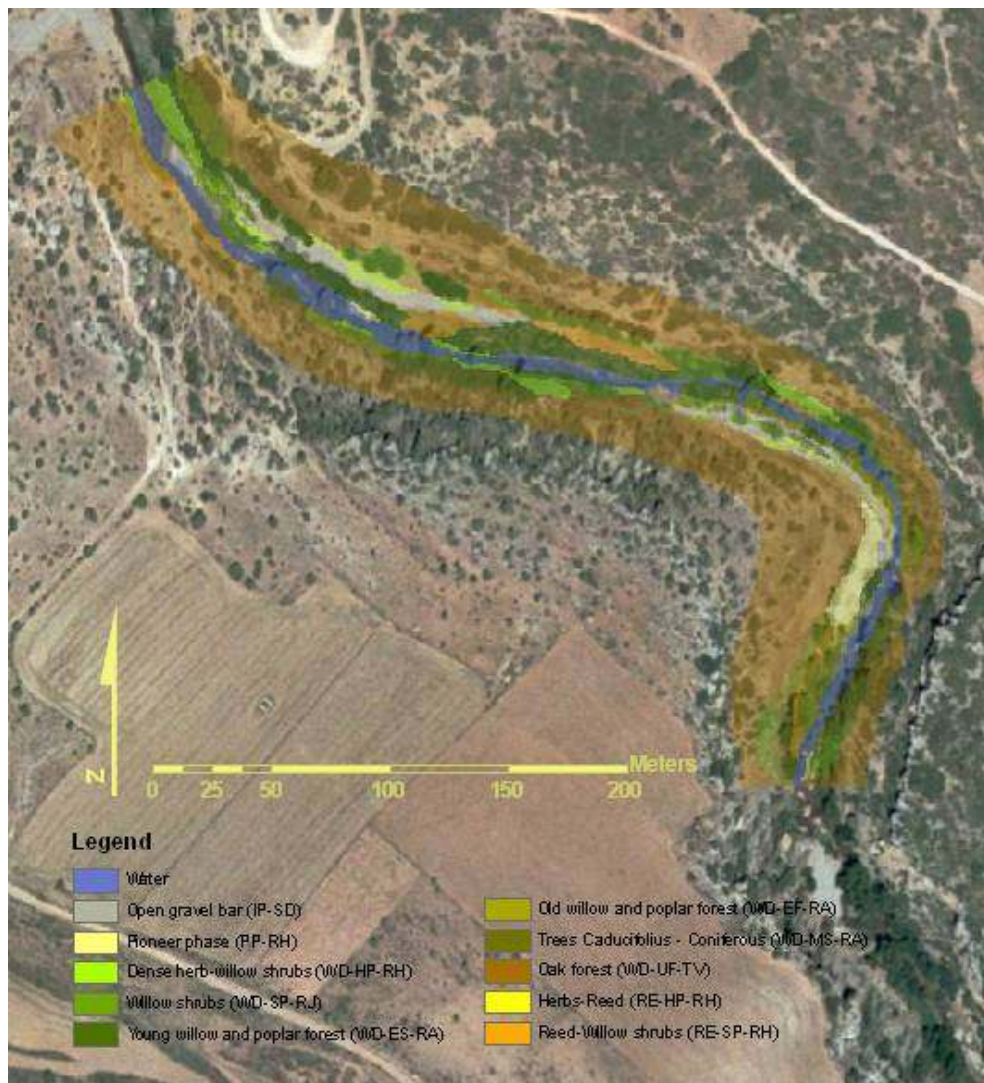 N
Meters
0 25 50 100 150 200
Legend
Water
Open gravel bar (IP-SD)
Pioneer phase (PP-RH)
Dense herb-willow shrubs (WD-HP-RH)
Willow shrubs (WD-SP-RJ)
Young willow and poplar forest (WD-ES-RA)
Old willow and poplar forest (WD-EF-RA)
Trees Caducifolius - Coniferous (WD-MS-RA)
Oak forest (WD-UF-TV)
Herbs-Reed (RE-HP-RH)
Reed-Willow shrubs (RE-SP-RH)